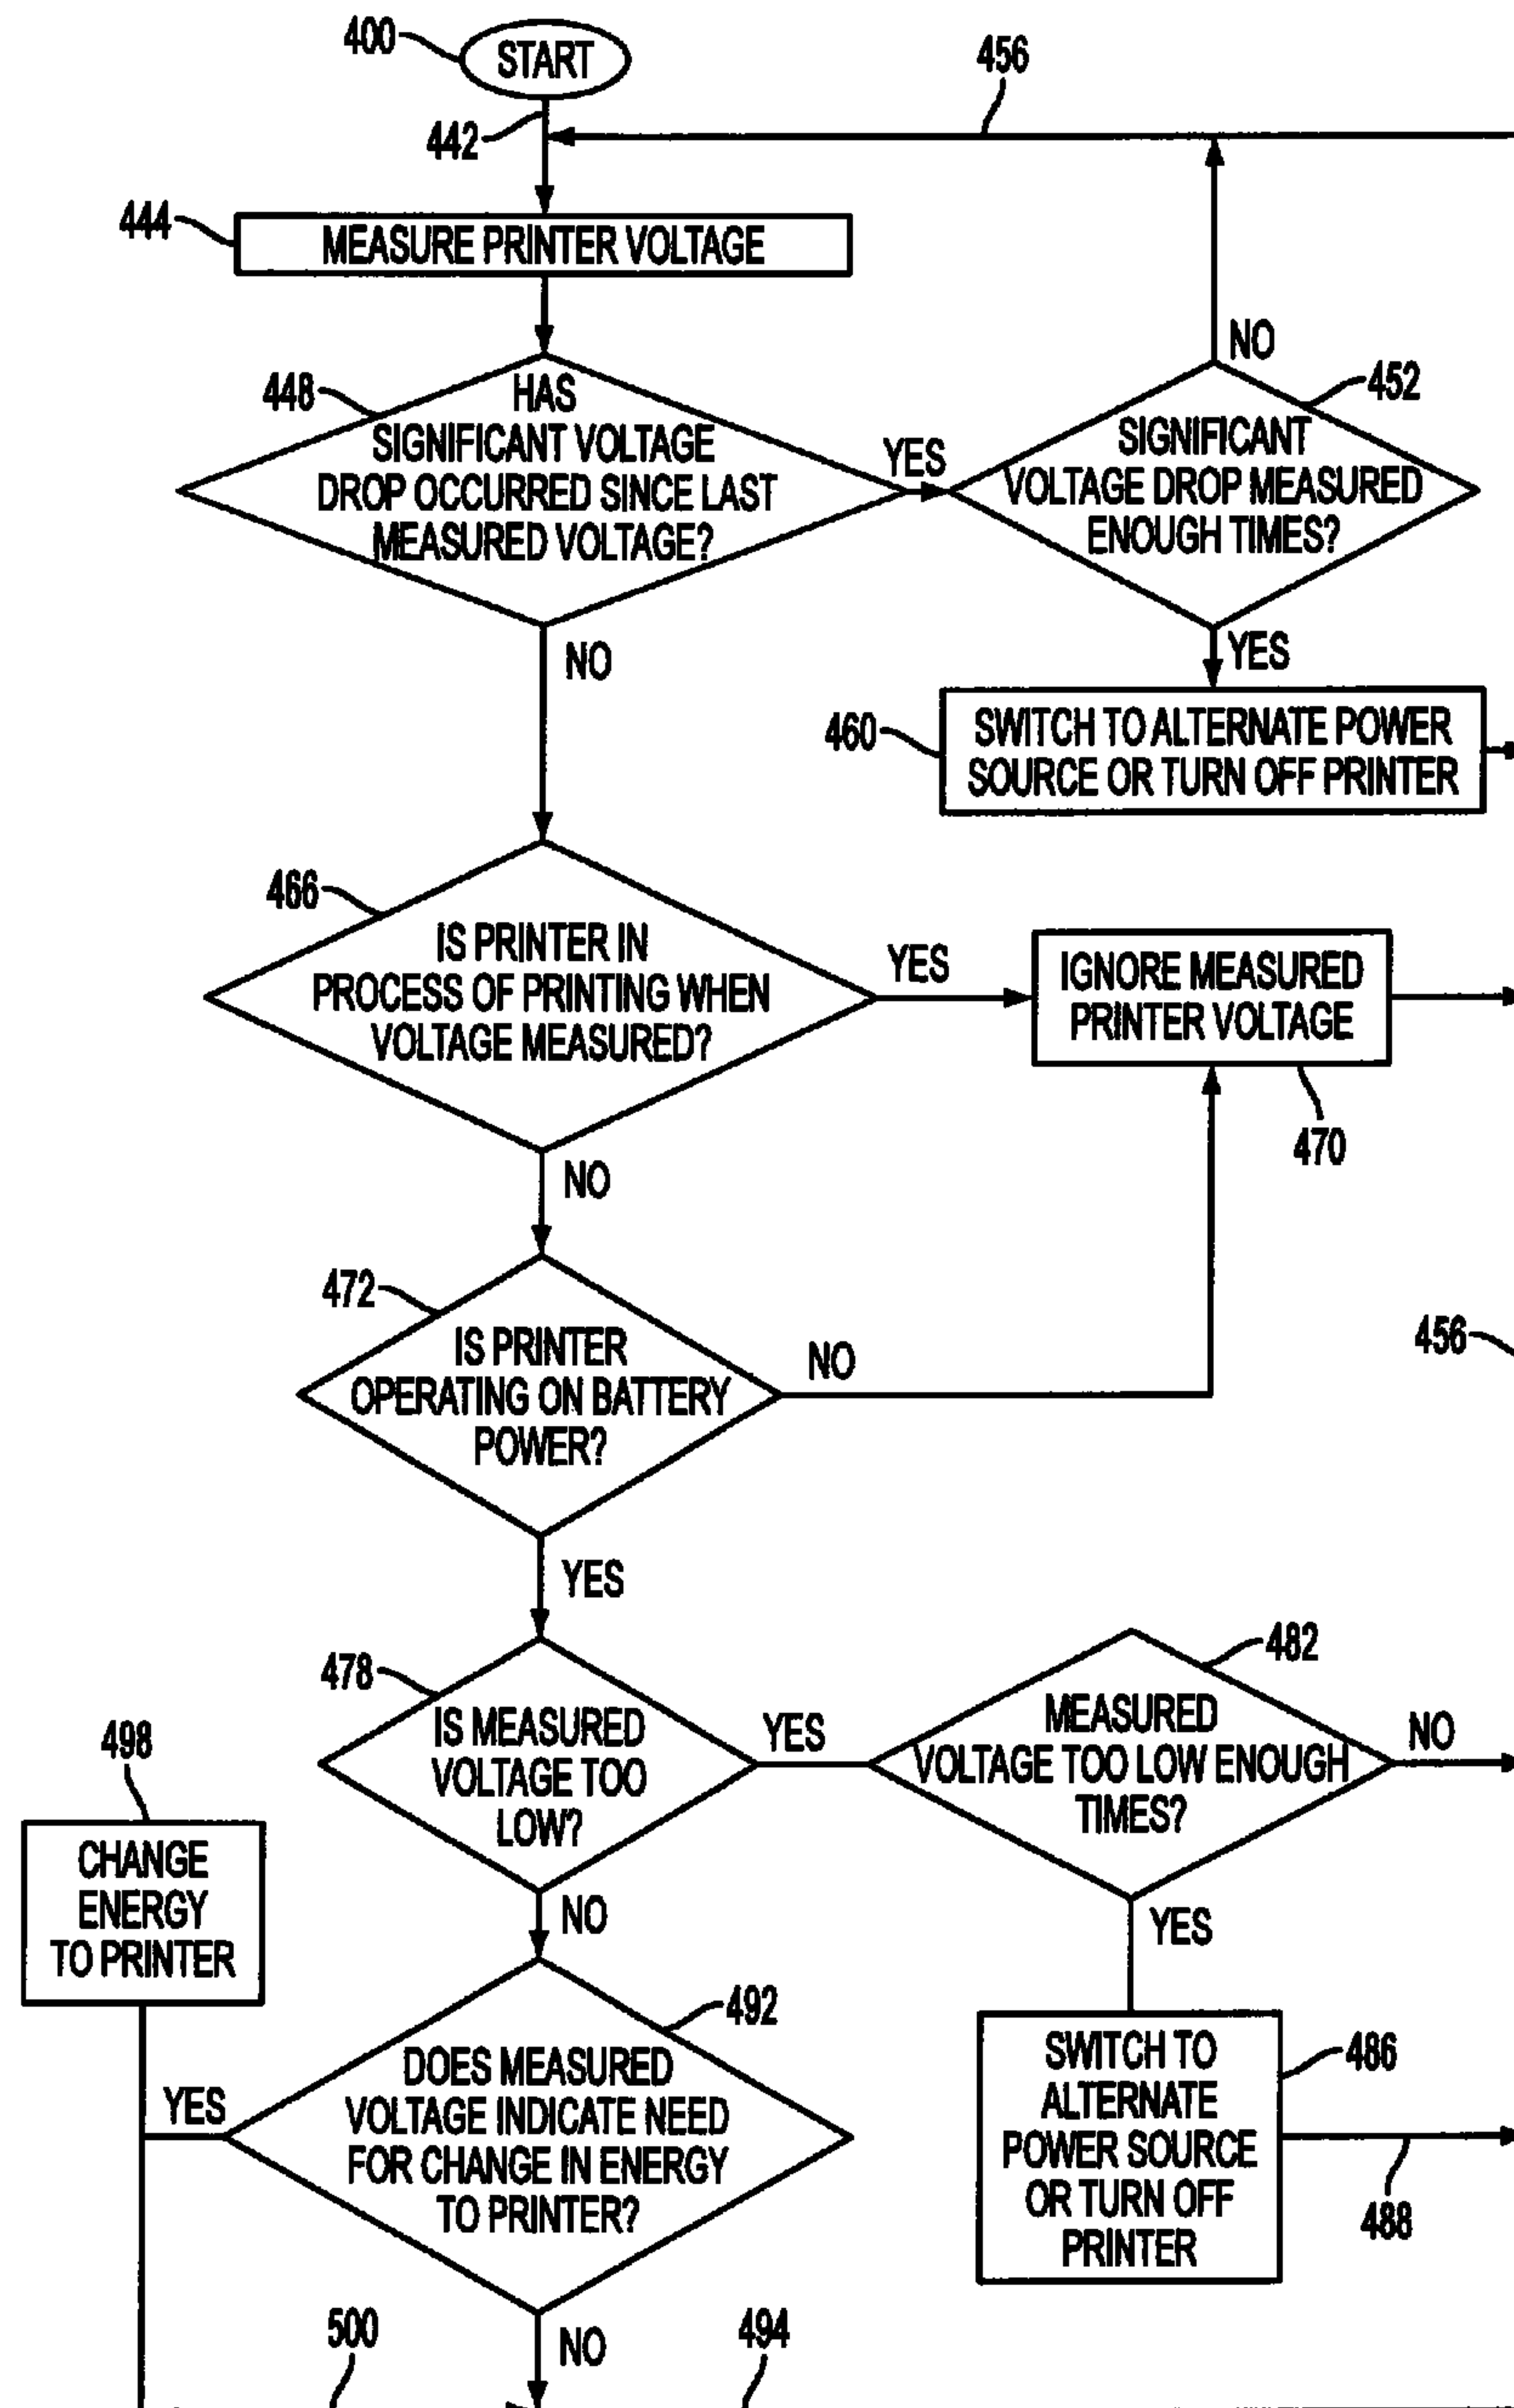 400
START
456
442
444
MEASURE PRINTER VOLTAGE
NO
448
HAS
SIGNIFICANT VOLTAGE
DROP OCCURRED SINCE LAST
MEASURED VOLTAGE?
YES
452
SIGNIFICANT
VOLTAGE DROP MEASURED
ENOUGH TIMES?
NO
YES
460
SWITCH TO ALTERNATE POWER
SOURCE OR TURN OFF PRINTER
466
IS PRINTER IN
PROCESS OF PRINTING WHEN
VOLTAGE MEASURED?
YES
IGNORE MEASURED
PRINTER VOLTAGE
470
NO
472
IS PRINTER
OPERATING ON BATTERY
POWER?
NO
456
YES
478
IS MEASURED
VOLTAGE TOO
LOW?
YES
482
MEASURED
VOLTAGE TOO LOW ENOUGH
TIMES?
NO
498
CHANGE
ENERGY
TO PRINTER
NO
YES
492
DOES MEASURED
VOLTAGE INDICATE NEED
FOR CHANGE IN ENERGY
TO PRINTER?
YES
SWITCH TO
ALTERNATE
POWER SOURCE
OR TURN OFF
PRINTER
486
488
500
NO
494